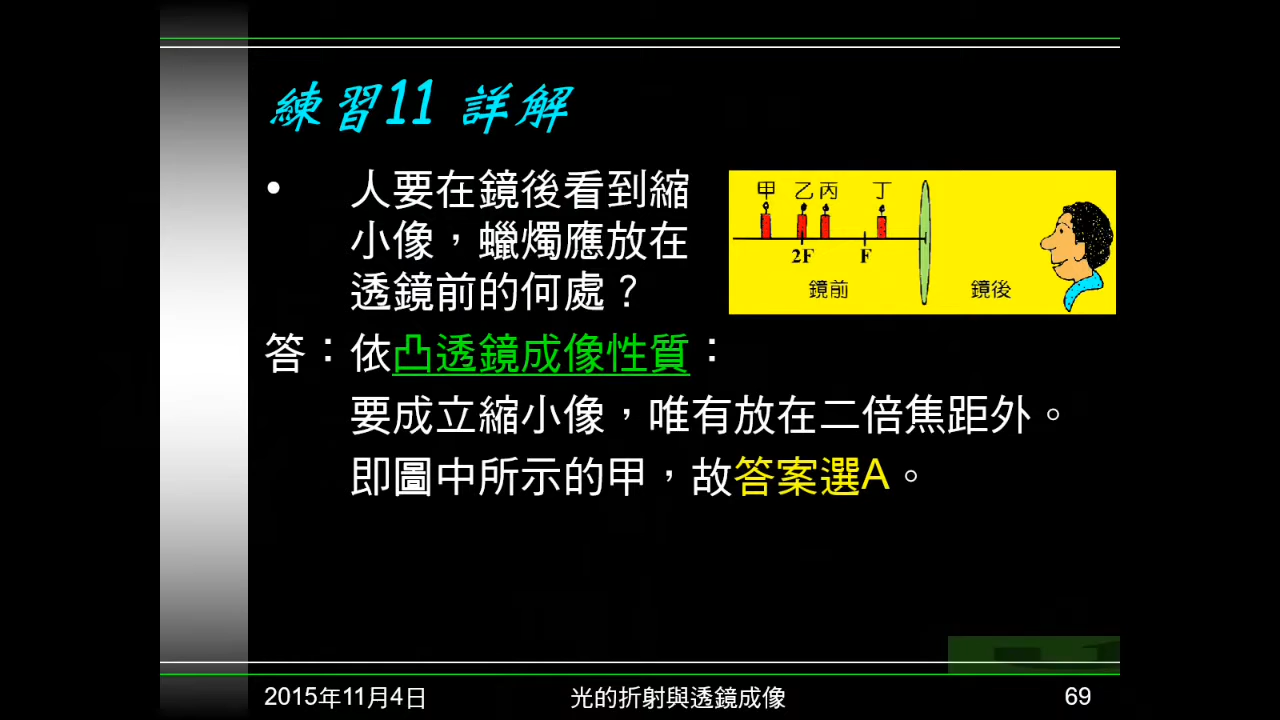 練習11 詳解
• 人要在鏡後看到縮
小像，蠟燭應放在
透鏡前的何處？
甲 乙 丙 丁
2F F
鏡前 鏡後
答：依凸透鏡成像性質：
要成立縮小像，唯有放在二倍焦距外。
即圖中所示的甲，故答案選A。
2015年11月4日 光的折射與透鏡成像 69